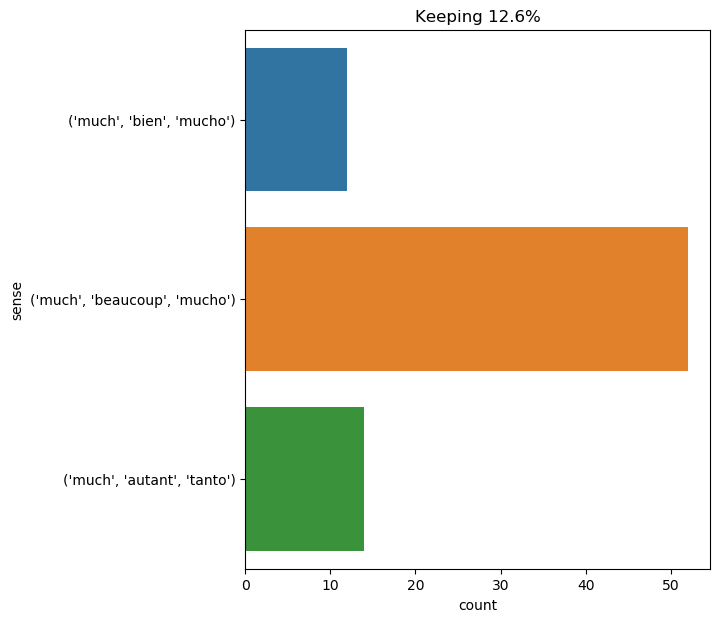 Keeping 12.6%
('much', 'bien', 'mucho')
('much', 'beaucoup', 'mucho')
('much', 'autant', 'tanto')
sense
0 10 20 30 40 50
count